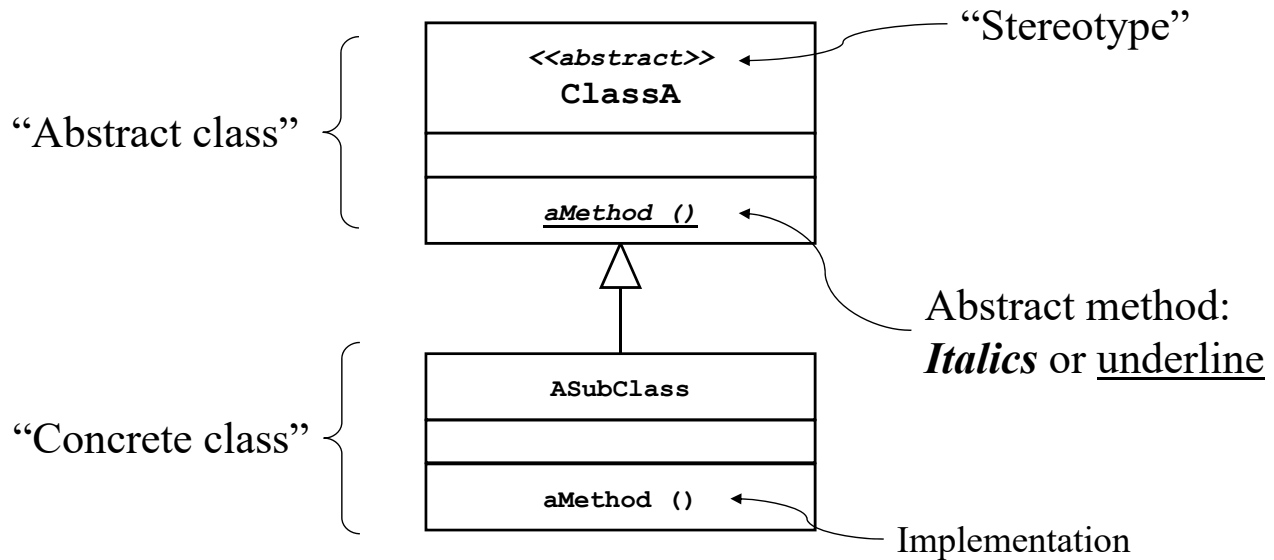 “Stereotype”
<<abstract>>
ClassA
“Abstract class”
aMethod ()
Abstract method:
Italics or underline
ASubClass
“Concrete class”
aMethod ()
Implementation